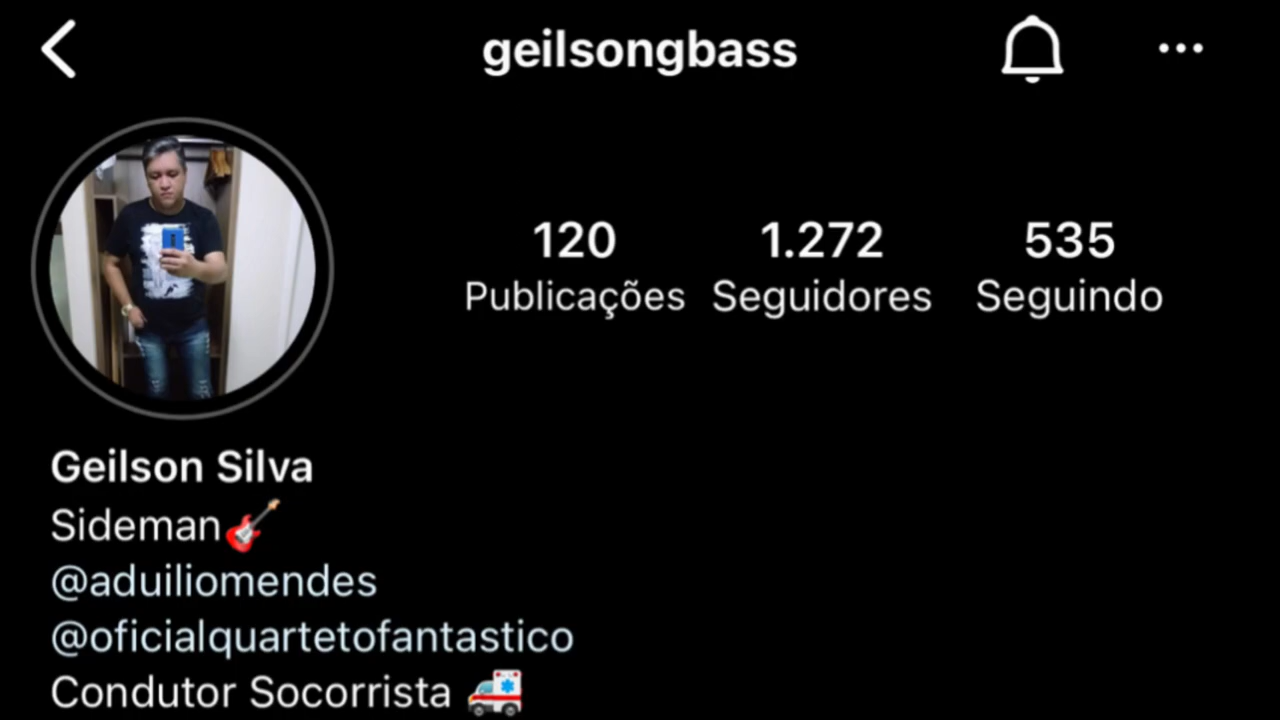 geilsongbass
120 1.272 535
Publicações Seguidores Seguindo
Geilson Silva
Sideman🎸
@aduiliomendes
@oficialquartetofantastico
Condutor Socorrista 🚑